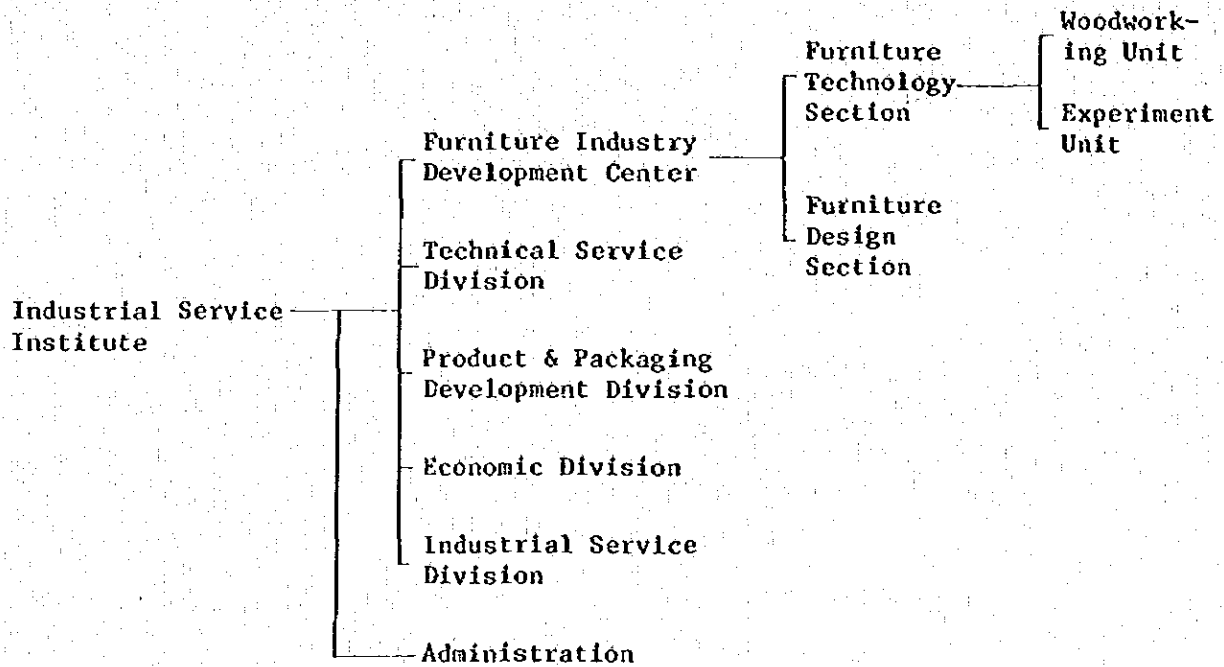 Woodwork-
ing Unit
Furniture
Technology
Section
Experiment
Unit
Furniture Industry
Development Center
Furniture
Design
Section
Technical Service
Division
Industrial Service
Institute
Product & Packaging
Development Division
Economic Division
Industrial Service
Division
Administration